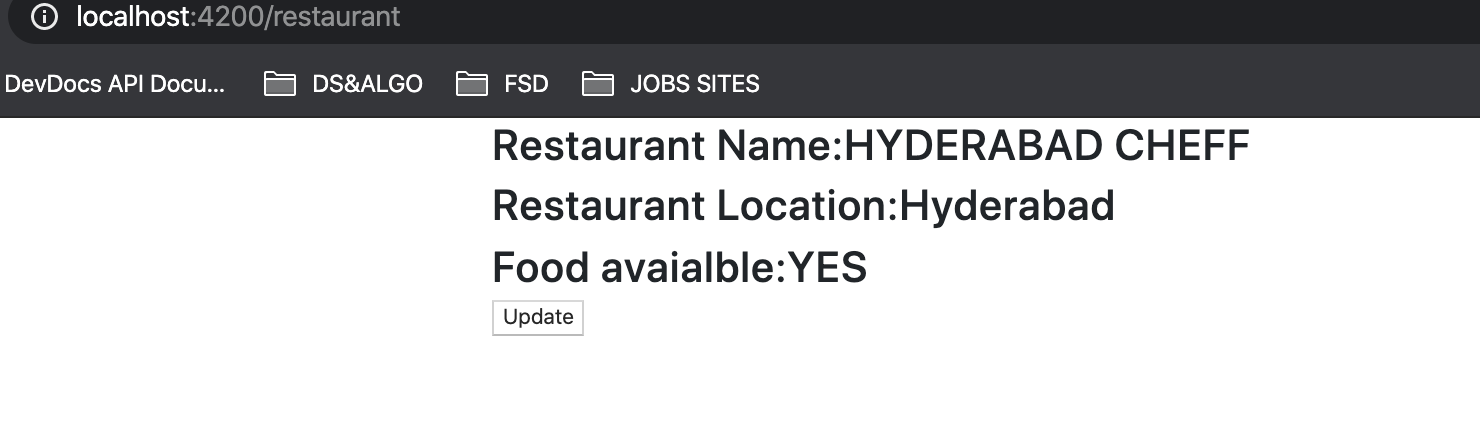 localhost:4200/restaurant
DevDocs API Docu... DS&ALGO FSD JOBS SITES
Restaurant Name:HYDERABAD CHEFF
Restaurant Location:Hyderabad
Food avaialble:YES
Update